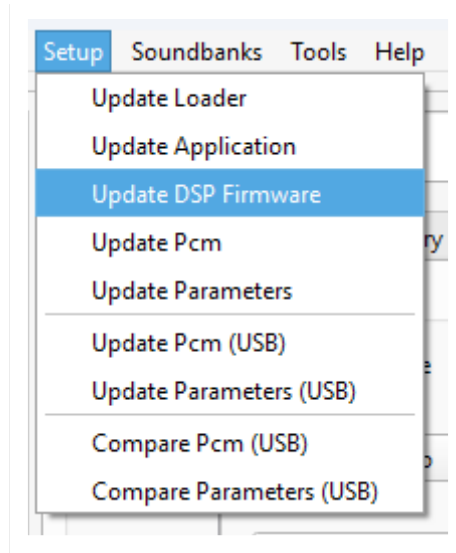 Setup Soundbanks Tools Help
Update Loader
Update Application
Update DSP Firmware
Update Pcm
ry
Update Parameters
Update Pcm (USB)
Update Parameters (USB)
Compare Pcm (USB)
Compare Parameters (USB)